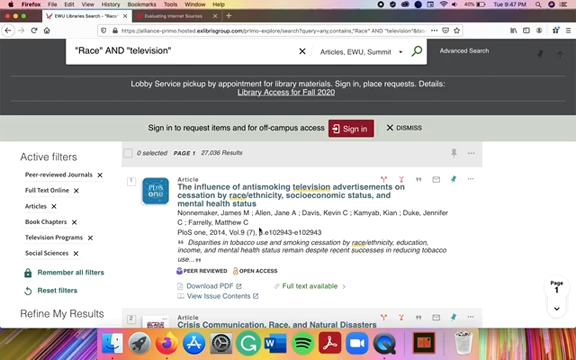 Firefox File Edit View History Bookmarks Tools Window Help
46% Tue 9:47 PM
EWU Libraries Search - "Race"
Evaluating Internet Sources
https://alliance-primo.hosted.exlibrisgroup.com/primo-explore/search?query=any,contains,"Race" AND "television"
"Race" AND "television"
Articles, EWU, Summit
Advanced Search
Lobby Service pickup by appointment for library materials. Sign in, place requests. Details:
Library Access for Fall 2020
Sign in to request items and for off-campus access
Sign in
DISMISS
Active filters
Peer-reviewed Journals
Full Text Online
Articles
Book Chapters
Television Programs
Social Sciences
Remember all filters
Reset filters
Refine My Results
0 selected PAGE 1 27,036 Results
1
PLOS one
Article
The influence of antismoking television advertisements on
cessation by race/ethnicity, socioeconomic status, and
mental health status
Nonnemaker, James M ; Allen, Jane A ; Davis, Kevin C ; Kamyab, Kian ; Duke, Jennifer
C ; Farrelly, Matthew C
PloS one, 2014, Vol.9 (7), e102943-e102943
Disparities in tobacco use and smoking cessation by race/ethnicity, education,
income, and mental health status remain despite recent successes in reducing tobacco
use...
PEER REVIEWED OPEN ACCESS
Download PDF
Full text available
View Issue Contents
2
Article
Crisis Communication, Race, and Natural Disasters
Page
1